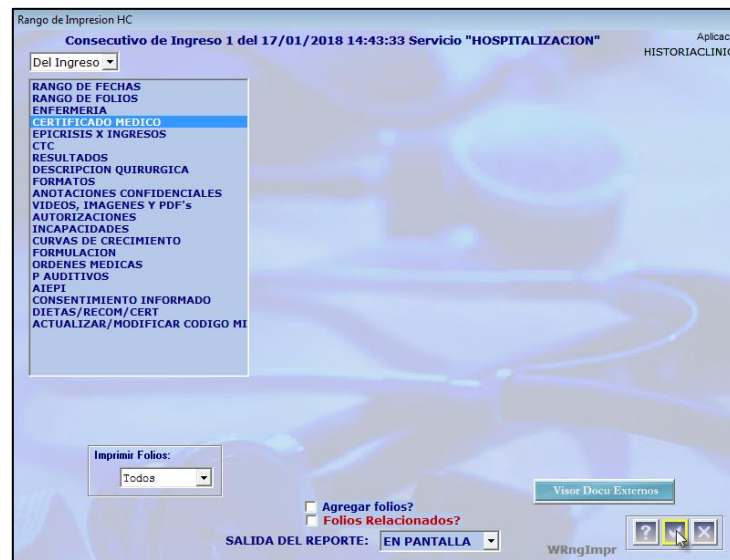 Rango de Impresion HC
Consecutivo de Ingreso 1 del 17/01/2018 14:43:33 Servicio "HOSPITALIZACION"
Aplicac
HISTORIACLINIC
Del Ingreso
RANGO DE FECHAS
RANGO DE FOLIOS
ENFERMERIA
CERTIFICADO MEDICO
EPICRISIS X INGRESOS
CTC
RESULTADOS
DESCRIPCION QUIRURGICA
FORMATOS
ANOTACIONES CONFIDENCIALES
VIDEOS, IMAGENES Y PDF's
AUTORIZACIONES
INCAPACIDADES
CURVAS DE CRECIMIENTO
FORMULACION
ORDENES MEDICAS
P AUDITIVOS
AIEPI
CONSENTIMIENTO INFORMADO
DIETAS/RECOM/CERT
ACTUALIZAR/MODIFICAR CODIGO MI
Imprimir Folios:
Todos
Visor Docu Externos
Agregar folios?
Folios Relacionados?
SALIDA DEL REPORTE: EN PANTALLA
WRngImpr
?